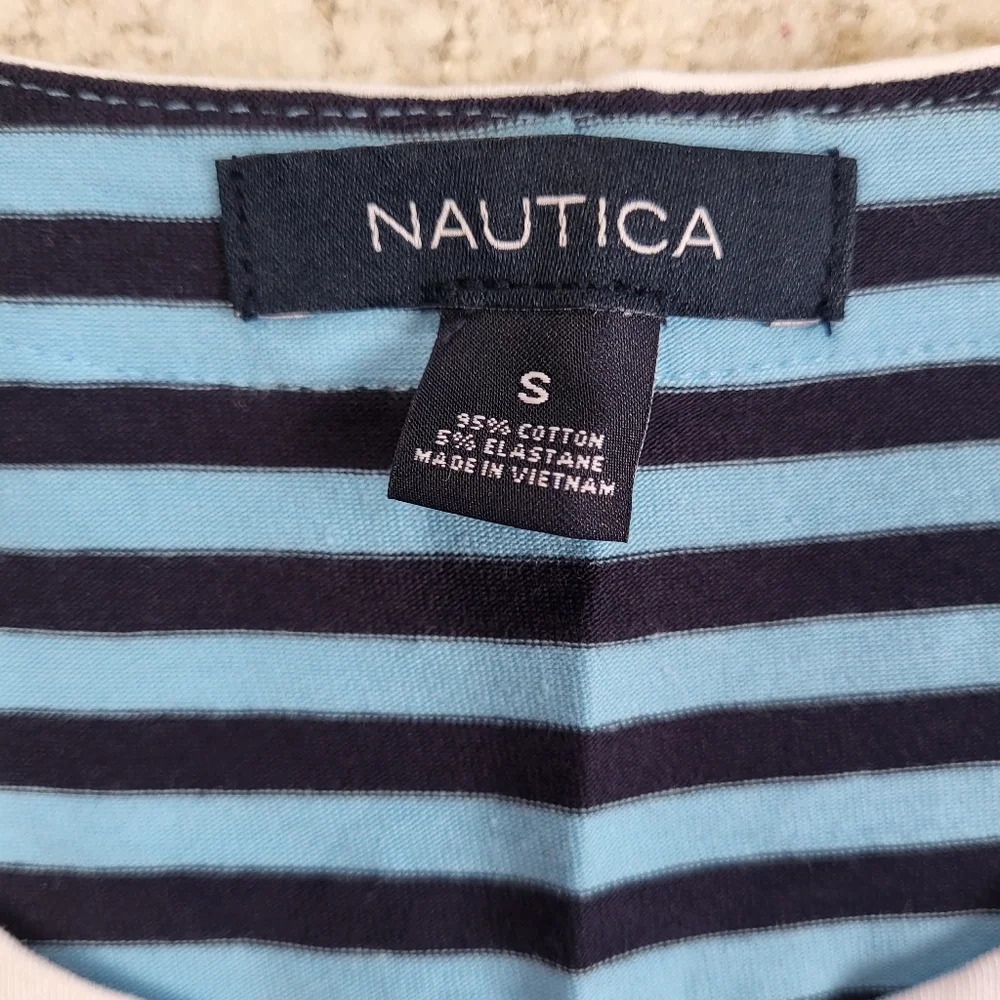 NAUTICA
S
95% COTTON
5% ELASTANE
MADE IN VIETNAM